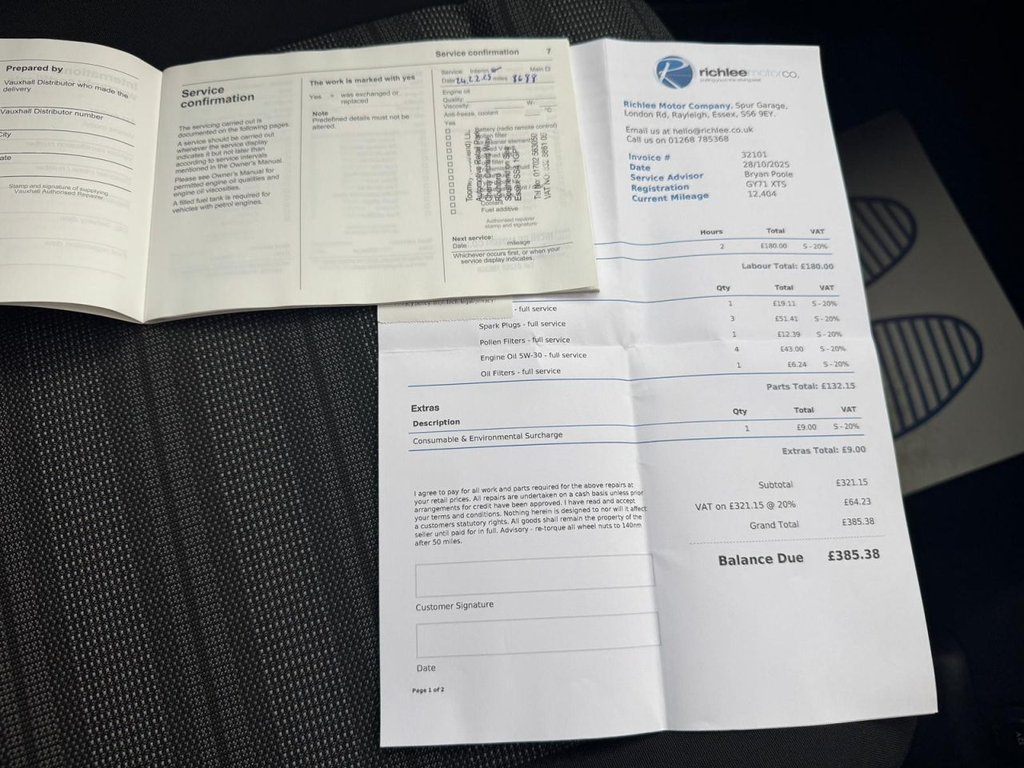 Prepared by
Vauxhall Distributor who made the
delivery
Vauxhall Distributor number
City
Date
Stamp and signature of supplying
Vauxhall Authorised Repairer
Service
confirmation
The servicing carried out is
documented on the following pages.
A service should be carried out
whenever the service display
indicates it but not later than
according to service intervals
mentioned in the Owner's Manual.
Please see Owner's Manual for
permitted engine oil qualities and
engine oil viscosities.
A filled fuel tank is required for
vehicles with petrol engines.
The work is marked with yes
Yes = was exchanged or
replaced
Note
Predefined details must not be
altered.
Service confirmation 7
Service: Interim Main
Date 24.2.23 miles 8688
Engine oil
Quality:
Viscosity: W-
Anti-freeze, coolant °C
Yes
Battery (radio remote control)
Coolant
Fuel additive
Authorised repairer
stamp and signature
Next service:
Date mileage
Whichever occurs first, or when your
service display indicates.
richleemotorco.
Richlee Motor Company, Spur Garage,
London Rd, Rayleigh, Essex, SS6 9EY.
Email us at hello@richlee.co.uk
Call us on 01268 785368
Invoice # 32101
Date 28/10/2025
Service Advisor Bryan Poole
Registration GY71 XTS
Current Mileage 12,404
Hours Total VAT
2 £180.00 S - 20%
Labour Total: £180.00
Qty Total VAT
- full service 1 £19.11 S - 20%
Spark Plugs - full service 3 £51.41 S - 20%
Pollen Filters - full service 1 £12.39 S - 20%
Engine Oil 5W-30 - full service 4 £43.00 S - 20%
Oil Filters - full service 1 £6.24 S - 20%
Parts Total: £132.15
Extras
Description Qty Total VAT
Consumable & Environmental Surcharge 1 £9.00 S - 20%
Extras Total: £9.00
I agree to pay for all work and parts required for the above repairs at
your retail prices. All repairs are undertaken on a cash basis unless prior
arrangements for credit have been approved. I have read and accept
your terms and conditions. Nothing herein is designed to nor will it affect
a customers statutory rights. All goods shall remain the property of the
seller until paid for in full. Advisory - re-torque all wheel nuts to 140nm
after 50 miles.
Subtotal £321.15
VAT on £321.15 @ 20% £64.23
Grand Total £385.38
Balance Due £385.38
Customer Signature
Date
Page 1 of 2